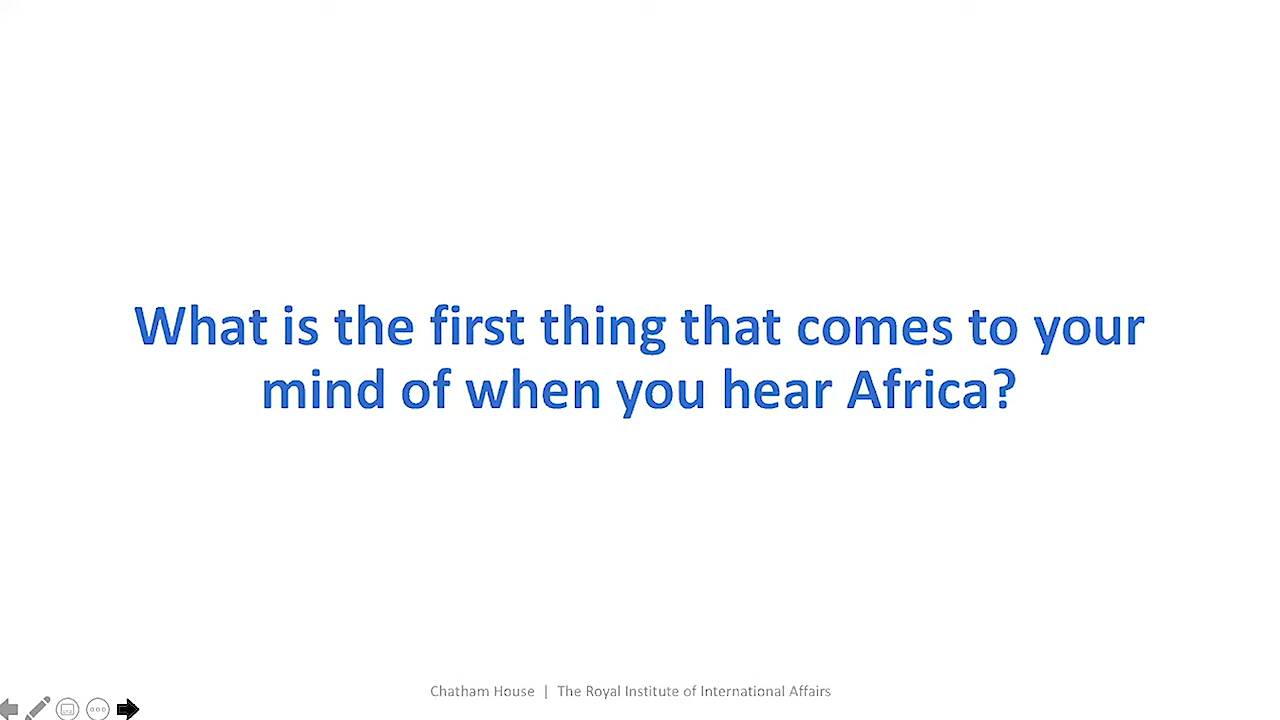 What is the first thing that comes to your
mind of when you hear Africa?
Chatham House | The Royal Institute of International Affairs